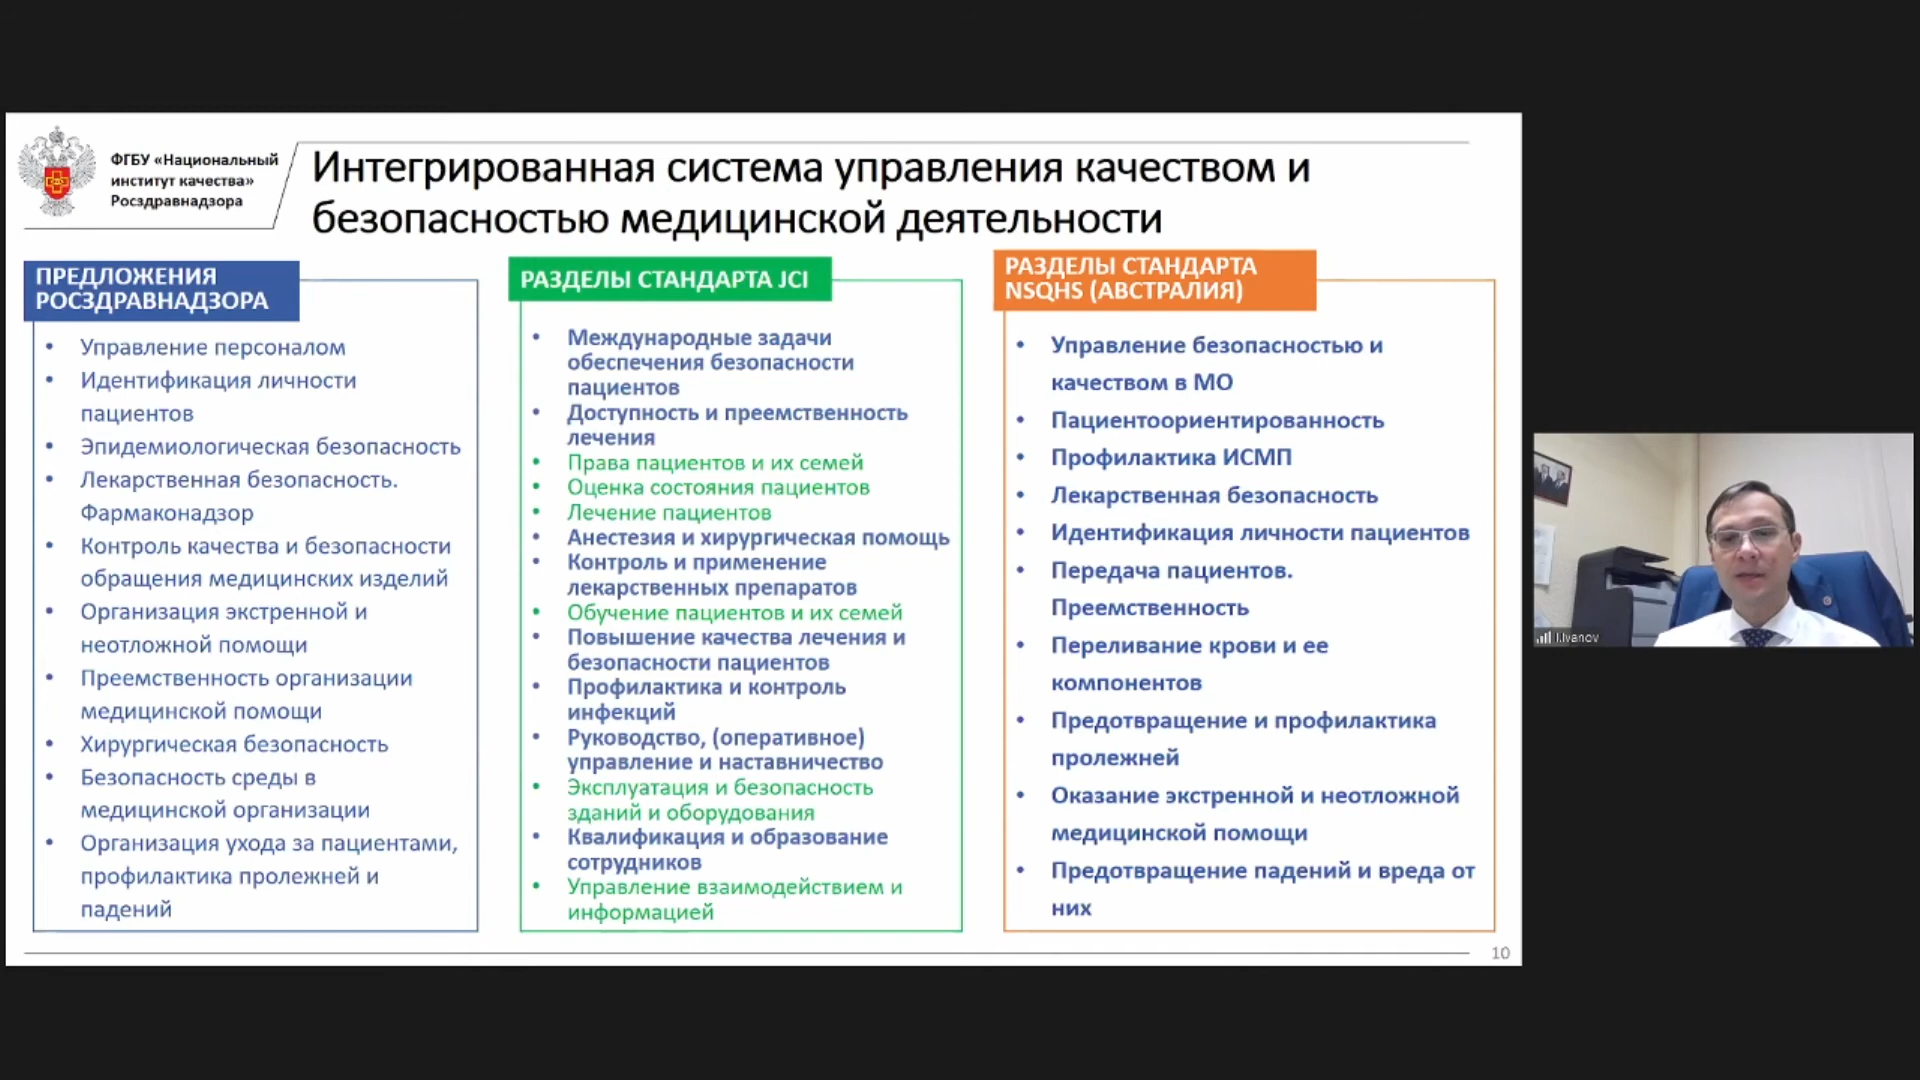 ФГБУ «Национальный
институт качества»
Росздравнадзора
Интегрированная система управления качеством и
безопасностью медицинской деятельности
ПРЕДЛОЖЕНИЯ
РОСЗДРАВНАДЗОРА
• Управление персоналом
• Идентификация личности
пациентов
• Эпидемиологическая безопасность
• Лекарственная безопасность.
Фармаконадзор
• Контроль качества и безопасности
обращения медицинских изделий
• Организация экстренной и
неотложной помощи
• Преемственность организации
медицинской помощи
• Хирургическая безопасность
• Безопасность среды в
медицинской организации
• Организация ухода за пациентами,
профилактика пролежней и
падений
РАЗДЕЛЫ СТАНДАРТА JCI
• Международные задачи
обеспечения безопасности
пациентов
• Доступность и преемственность
лечения
• Права пациентов и их семей
• Оценка состояния пациентов
• Лечение пациентов
• Анестезия и хирургическая помощь
• Контроль и применение
лекарственных препаратов
• Обучение пациентов и их семей
• Повышение качества лечения и
безопасности пациентов
• Профилактика и контроль
инфекций
• Руководство, (оперативное)
управление и наставничество
• Эксплуатация и безопасность
зданий и оборудования
• Квалификация и образование
сотрудников
• Управление взаимодействием и
информацией
РАЗДЕЛЫ СТАНДАРТА
NSQHS (АВСТРАЛИЯ)
• Управление безопасностью и
качеством в МО
• Пациентоориентированность
• Профилактика ИСМП
• Лекарственная безопасность
• Идентификация личности пациентов
• Передача пациентов.
Преемственность
• Переливание крови и ее
компонентов
• Предотвращение и профилактика
пролежней
• Оказание экстренной и неотложной
медицинской помощи
• Предотвращение падений и вреда от
них
10
I.Ivanov